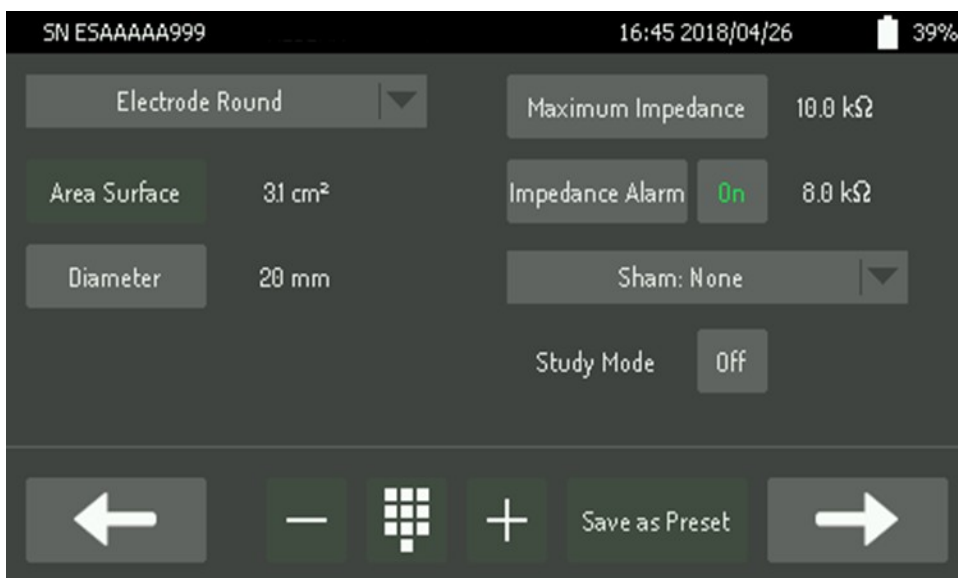 SN ESAAAAA999 16:45 2018/04/26 39%
Electrode Round
Maximum Impedance 10.0 kΩ
Area Surface 3.1 cm²
Impedance Alarm On 8.0 kΩ
Diameter 20 mm
Sham: None
Study Mode Off
Save as Preset